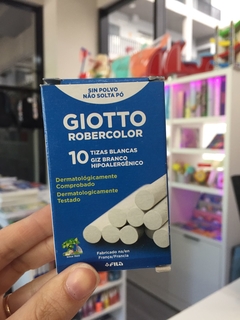 SIN POLVO
NÃO SOLTA PÓ
GIOTTO
ROBERCOLOR
10 TIZAS BLANCAS
GIZ BRANCO
HIPOALERGÊNICO
Dermatológicamente
Comprobado
Dermatologicamente
Testado
Fabricado na/en
França/Francia
FILA